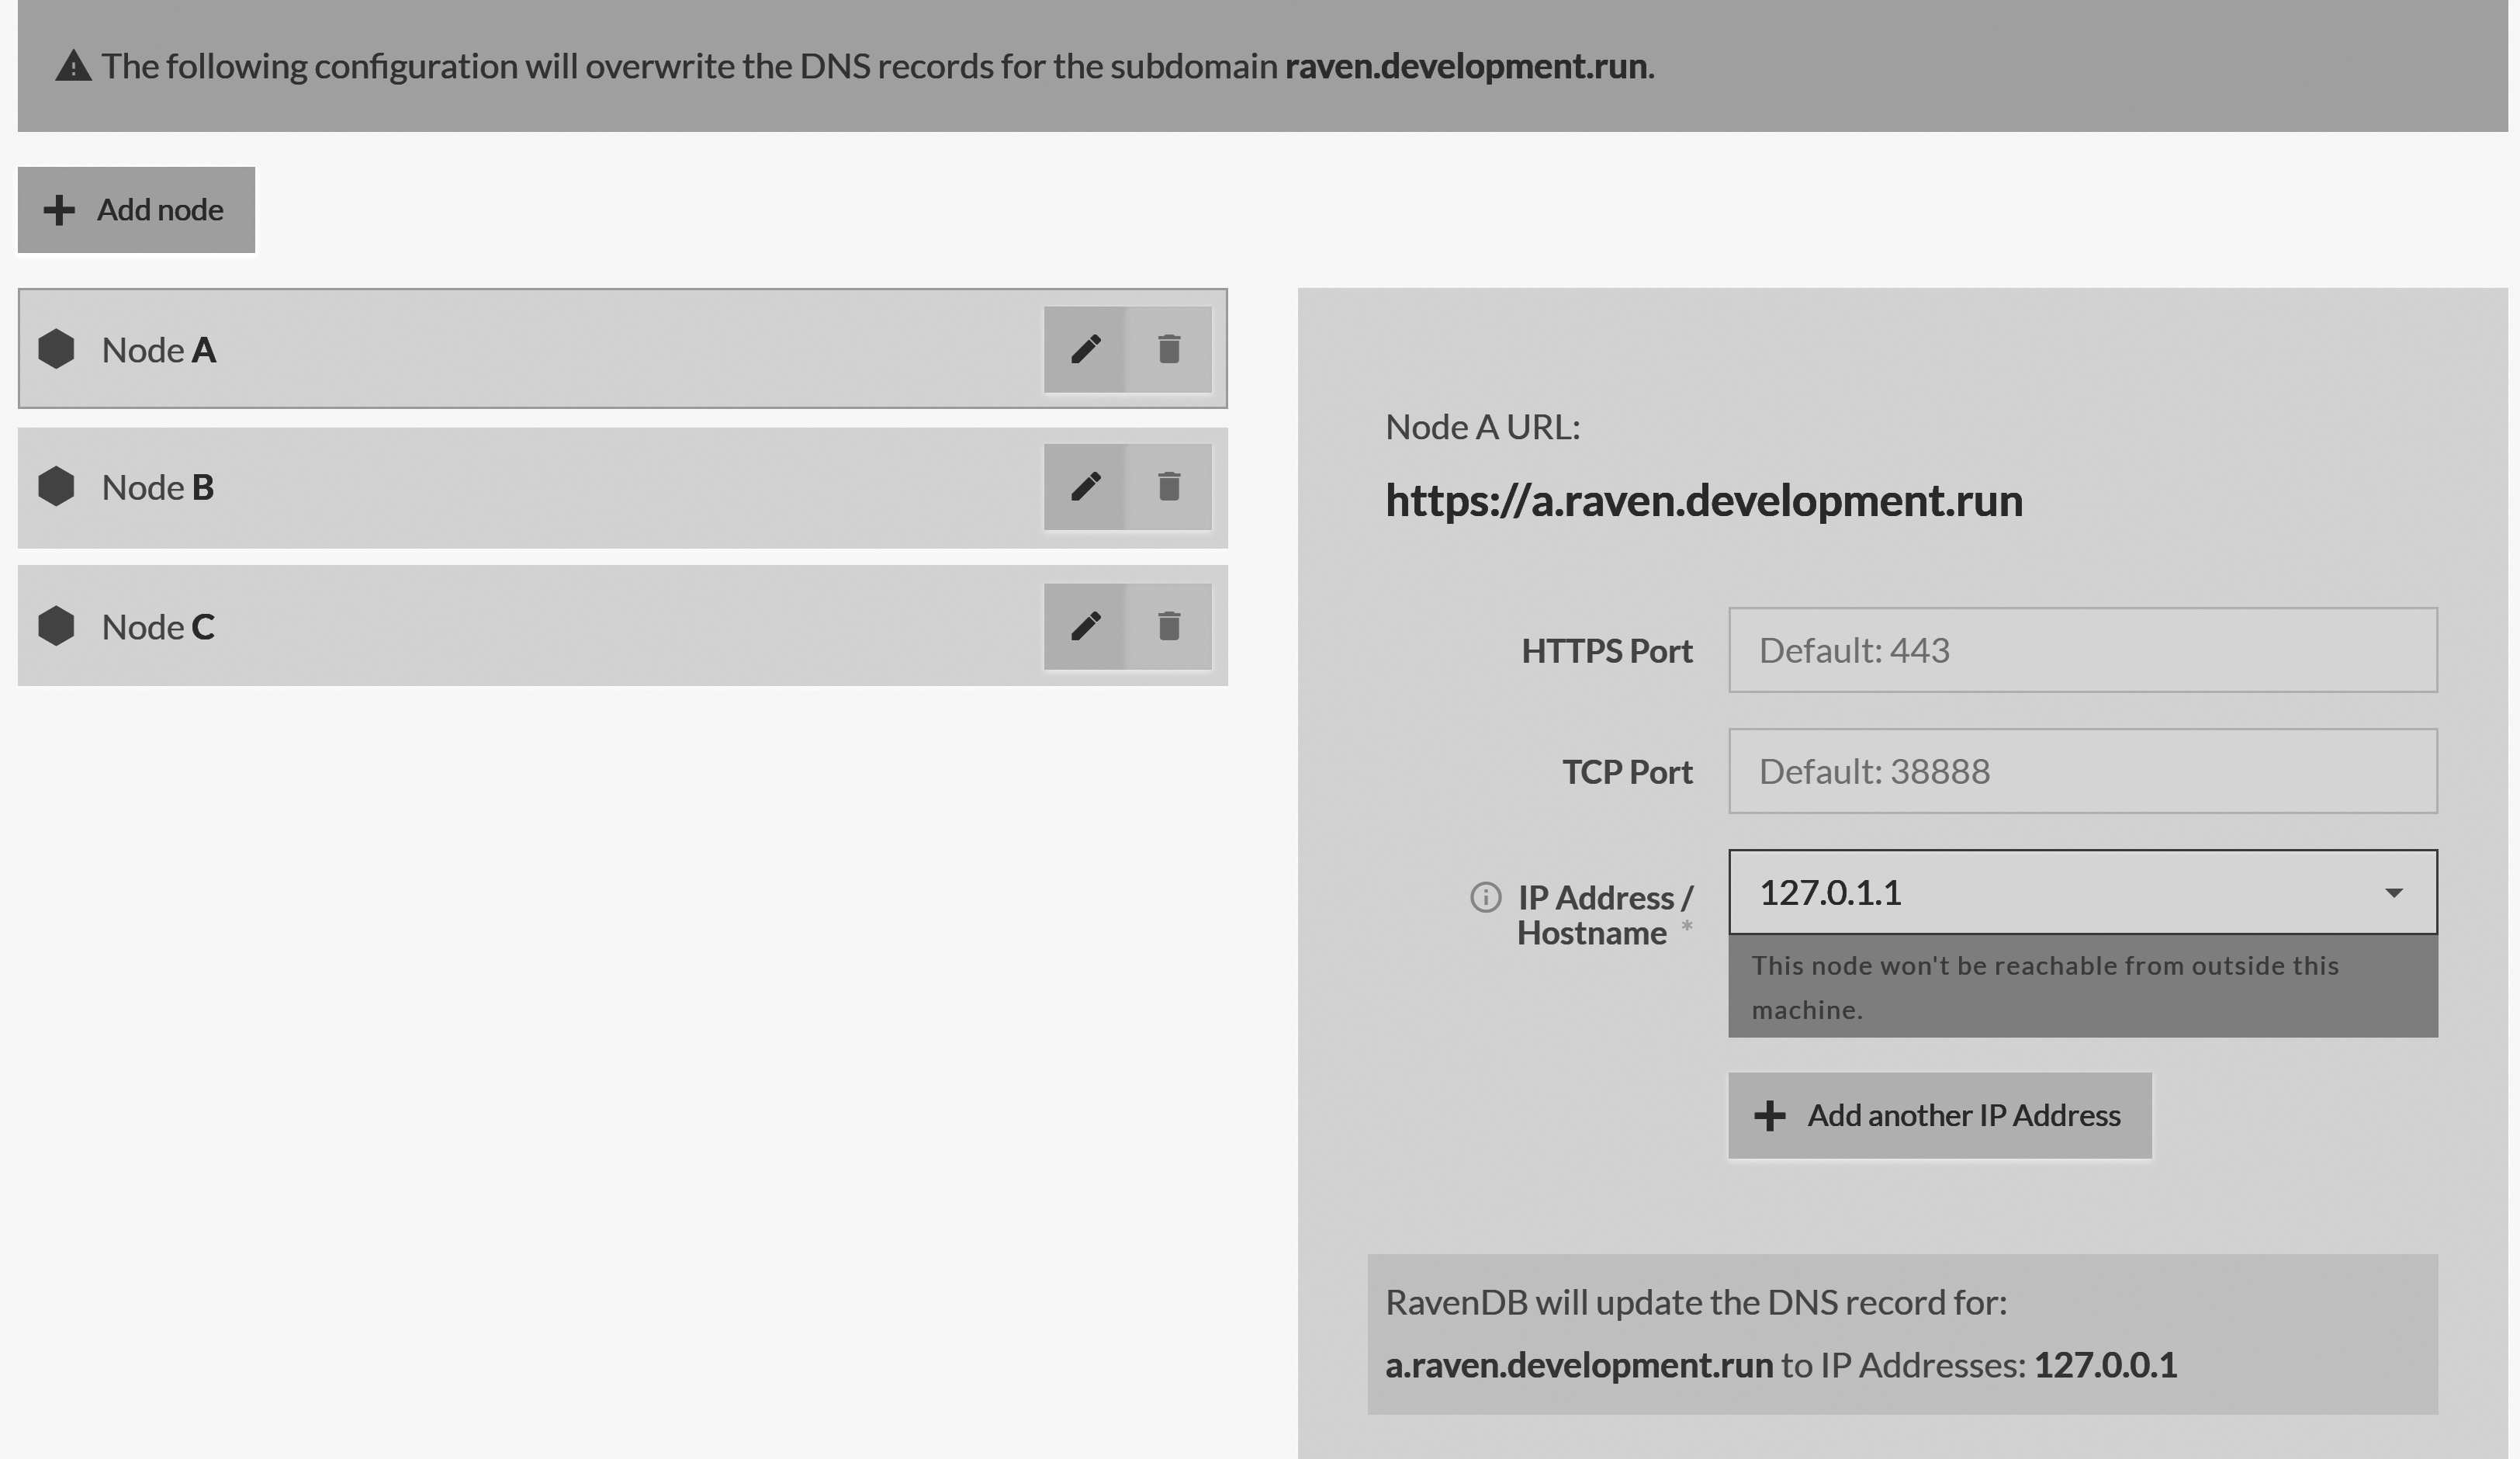 The following configuration will overwrite the DNS records for the subdomain raven.development.run.
Add node
Node A
Node B
Node C
Node A URL:
https://a.raven.development.run
HTTPS Port
Default: 443
TCP Port
Default: 38888
IP Address /
Hostname *
127.0.1.1
This node won't be reachable from outside this
machine.
Add another IP Address
RavenDB will update the DNS record for:
a.raven.development.run to IP Addresses: 127.0.0.1